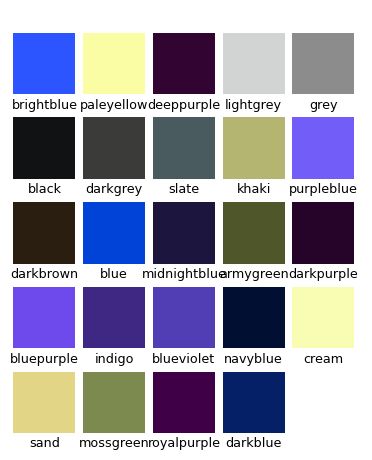 brightblue paleyellow deeppurple lightgrey grey
black darkgrey slate khaki purpleblue
darkbrown blue midnightblue armygreen darkpurple
bluepurple indigo blueviolet navyblue cream
sand mossgreen royalpurple darkblue